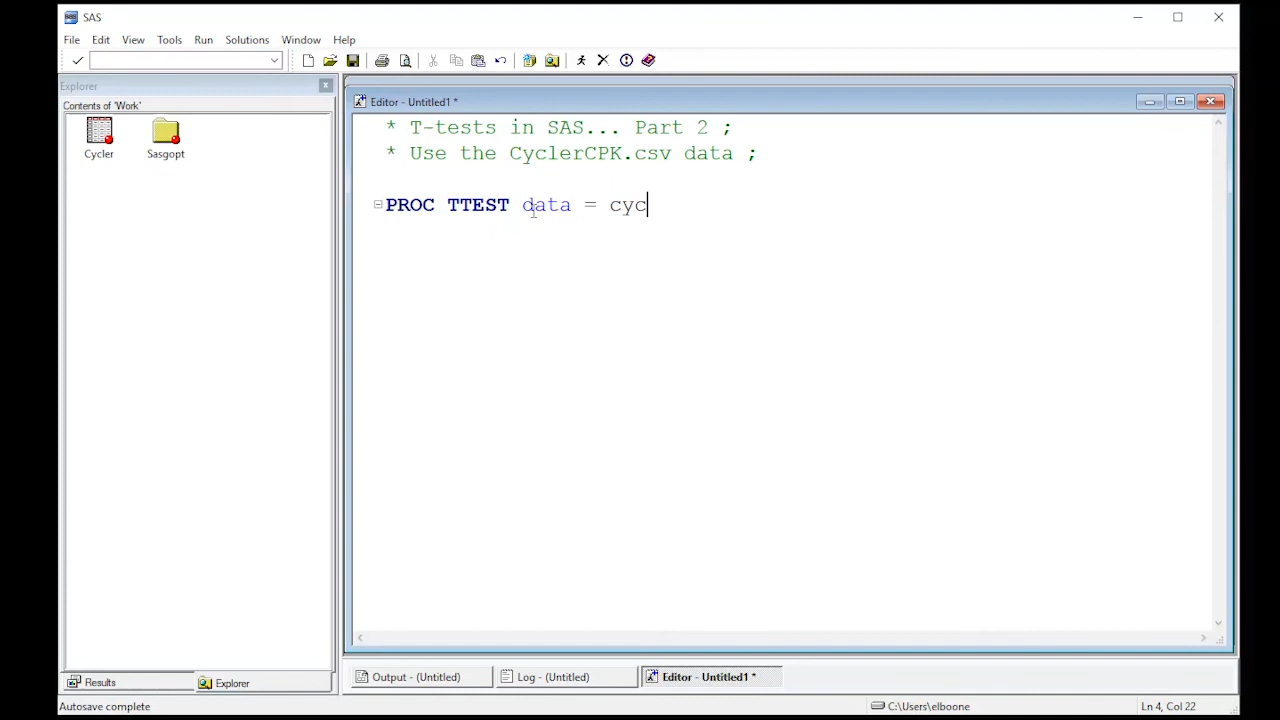 SAS
File Edit View Tools Run Solutions Window Help
Explorer
Contents of 'Work'
Cycler Sasgopt
Editor - Untitled1 *
* T-tests in SAS... Part 2 ;
* Use the CyclerCPK.csv data ;
PROC TTEST data = cyc
Results Explorer
Output - (Untitled) Log - (Untitled) Editor - Untitled1 *
Autosave complete C:\Users\elboone Ln 4, Col 22